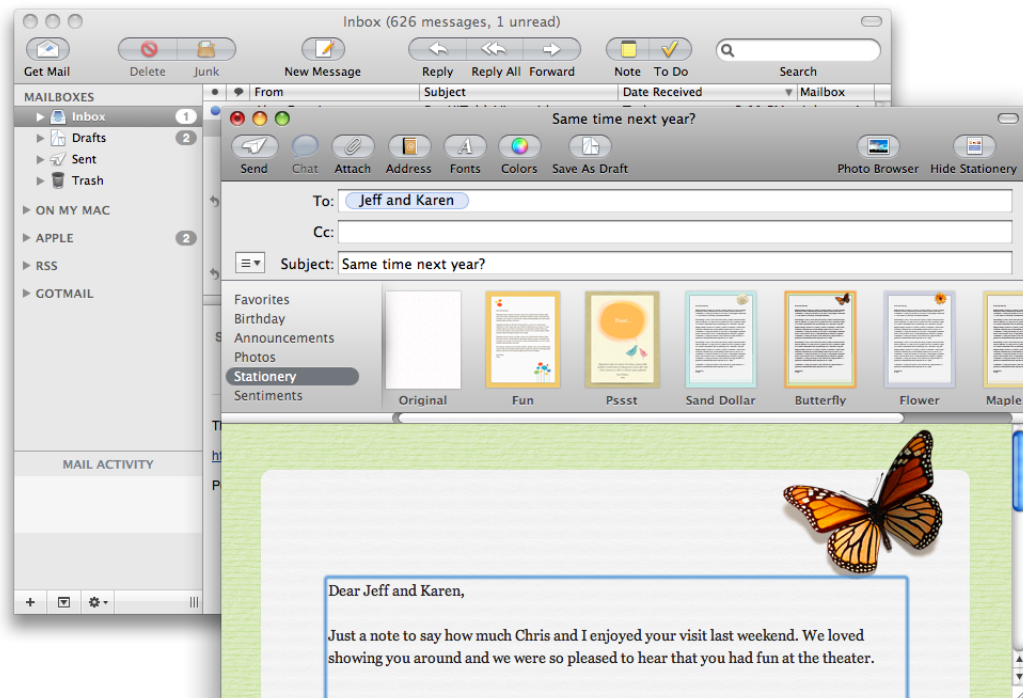 Inbox (626 messages, 1 unread)
Get Mail
Delete
Junk
New Message
Reply
Reply All
Forward
Note
To Do
Search
MAILBOXES
From
Subject
Date Received
Mailbox
Inbox 1
Drafts 2
Sent
Trash
ON MY MAC
APPLE 2
RSS
GOTMAIL
MAIL ACTIVITY
Same time next year?
Send
Chat
Attach
Address
Fonts
Colors
Save As Draft
Photo Browser
Hide Stationery
To: Jeff and Karen
Cc:
Subject: Same time next year?
Favorites
Birthday
Announcements
Photos
Stationery
Sentiments
Original
Fun
Pssst
Sand Dollar
Butterfly
Flower
Maple
Dear Jeff and Karen,
Just a note to say how much Chris and I enjoyed your visit last weekend. We loved
showing you around and we were so pleased to hear that you had fun at the theater.